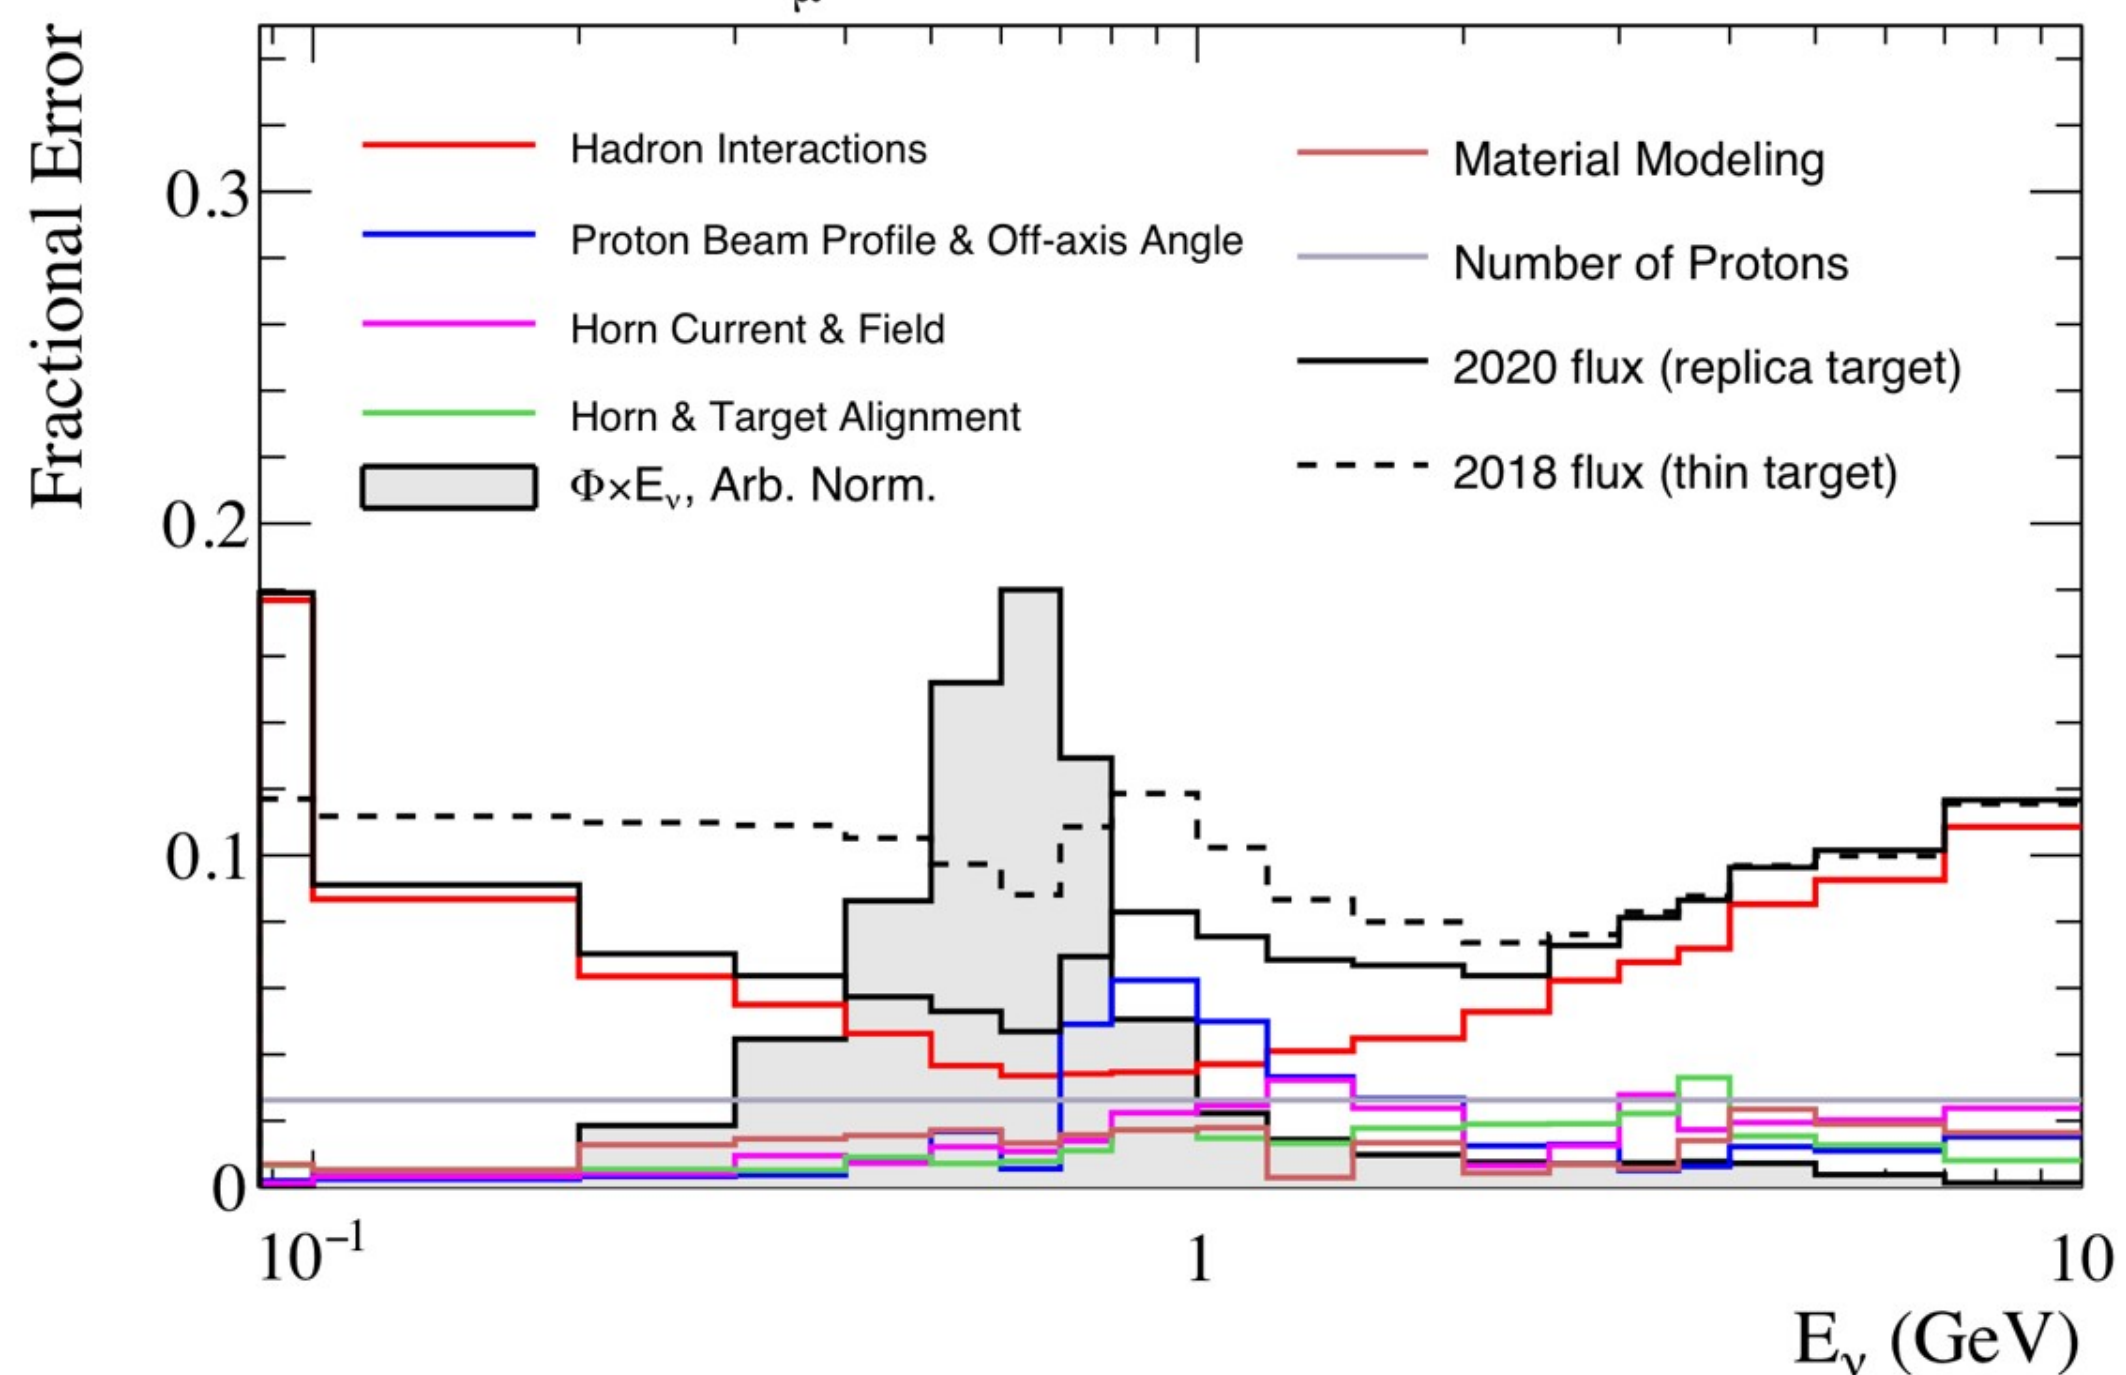 Fractional Error
0.3
0.2
0.1
0
Hadron Interactions
Proton Beam Profile & Off-axis Angle
Horn Current & Field
Horn & Target Alignment
Φ×Eν, Arb. Norm.
Material Modeling
Number of Protons
2020 flux (replica target)
2018 flux (thin target)
10⁻¹
1
10
Eν (GeV)